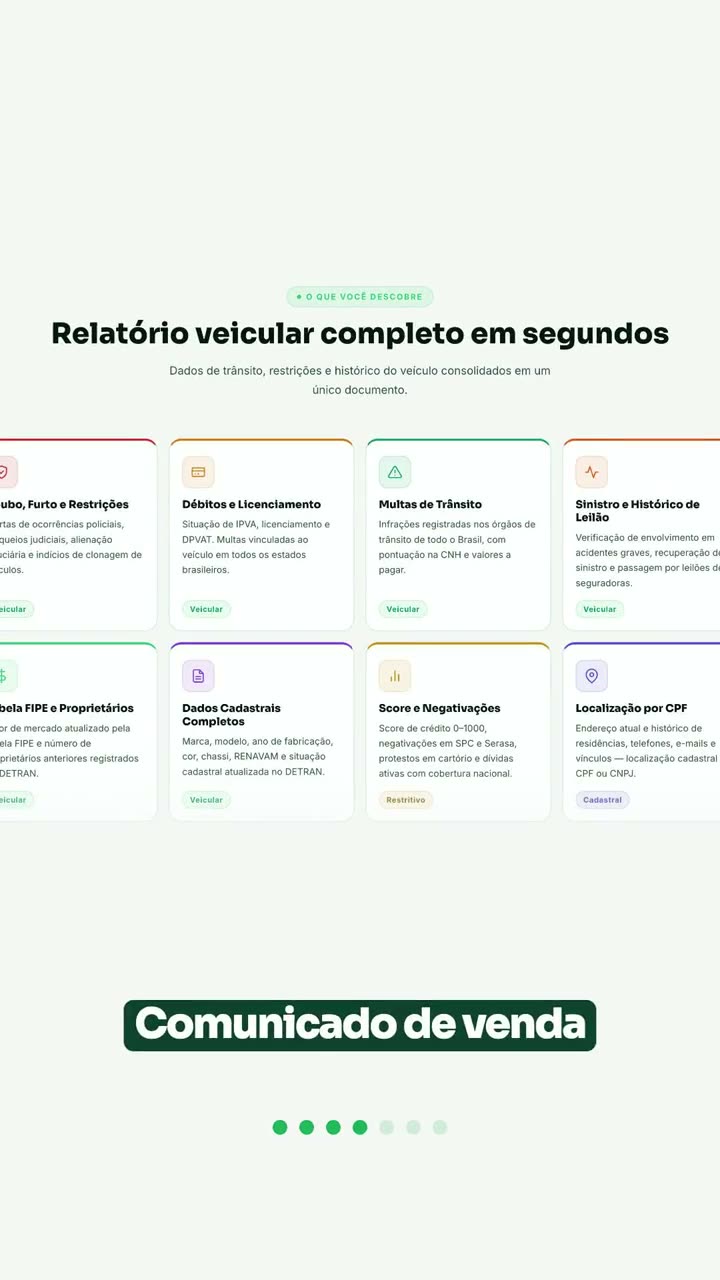 O QUE VOCÊ DESCOBRE
Relatório veicular completo em segundos
Dados de trânsito, restrições e histórico do veículo consolidados em um
único documento.
ubo, Furto e Restrições
rtas de ocorrências policiais,
queios judiciais, alienação
uciária e indícios de clonagem de
culos.
eicular
Débitos e Licenciamento
Situação de IPVA, licenciamento e
DPVAT. Multas vinculadas ao
veículo em todos os estados
brasileiros.
Veicular
Multas de Trânsito
Infrações registradas nos órgãos de
trânsito de todo o Brasil, com
pontuação na CNH e valores a
pagar.
Veicular
Sinistro e Histórico de
Leilão
Verificação de envolvimento em
acidentes graves, recuperação de
sinistro e passagem por leilões de
seguradoras.
Veicular
bela FIPE e Proprietários
or de mercado atualizado pela
ela FIPE e número de
prietários anteriores registrados
DETRAN.
eicular
Dados Cadastrais
Completos
Marca, modelo, ano de fabricação,
cor, chassi, RENAVAM e situação
cadastral atualizada no DETRAN.
Veicular
Score e Negativações
Score de crédito 0–1000,
negativações em SPC e Serasa,
protestos em cartório e dívidas
ativas com cobertura nacional.
Restritivo
Localização por CPF
Endereço atual e histórico de
residências, telefones, e-mails e
vínculos — localização cadastral
CPF ou CNPJ.
Cadastral
Comunicado de venda